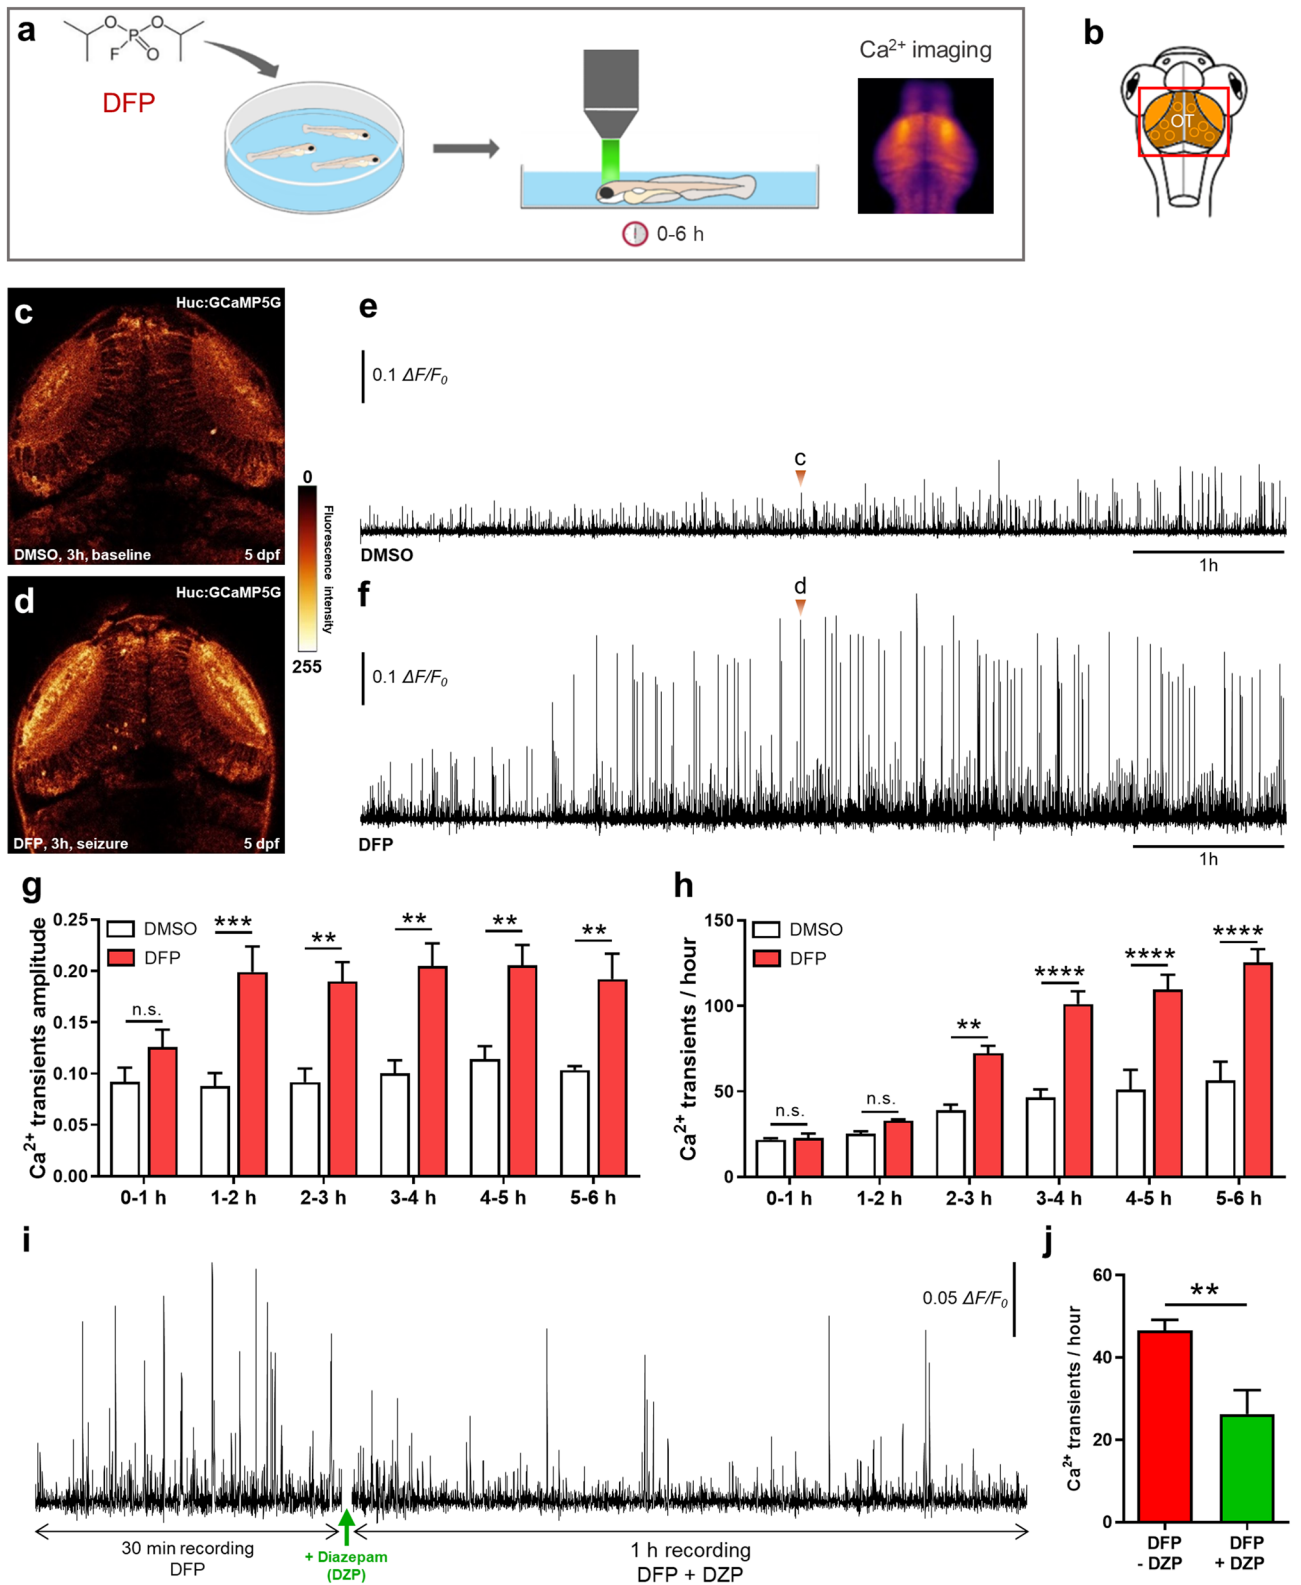 a
O
P
O
F
O
DFP
0-6 h
Ca2+ imaging
b
OT
c
Huc:GCaMP5G
DMSO, 3h, baseline
5 dpf
d
Huc:GCaMP5G
DFP, 3h, seizure
5 dpf
0
Fluorescence intensity
255
e
0.1 ΔF/F0
c
DMSO
1h
f
0.1 ΔF/F0
d
DFP
1h
g
Ca2+ transients amplitude
0.25
0.20
0.15
0.10
0.05
0.00
DMSO
DFP
n.s.
***
**
**
**
**
0-1 h
1-2 h
2-3 h
3-4 h
4-5 h
5-6 h
h
Ca2+ transients / hour
150
100
50
0
DMSO
DFP
n.s.
n.s.
**
****
****
****
0-1 h
1-2 h
2-3 h
3-4 h
4-5 h
5-6 h
i
0.05 ΔF/F0
30 min recording
DFP
+ Diazepam
(DZP)
1 h recording
DFP + DZP
j
Ca2+ transients / hour
60
40
20
0
**
DFP
- DZP
DFP
+ DZP